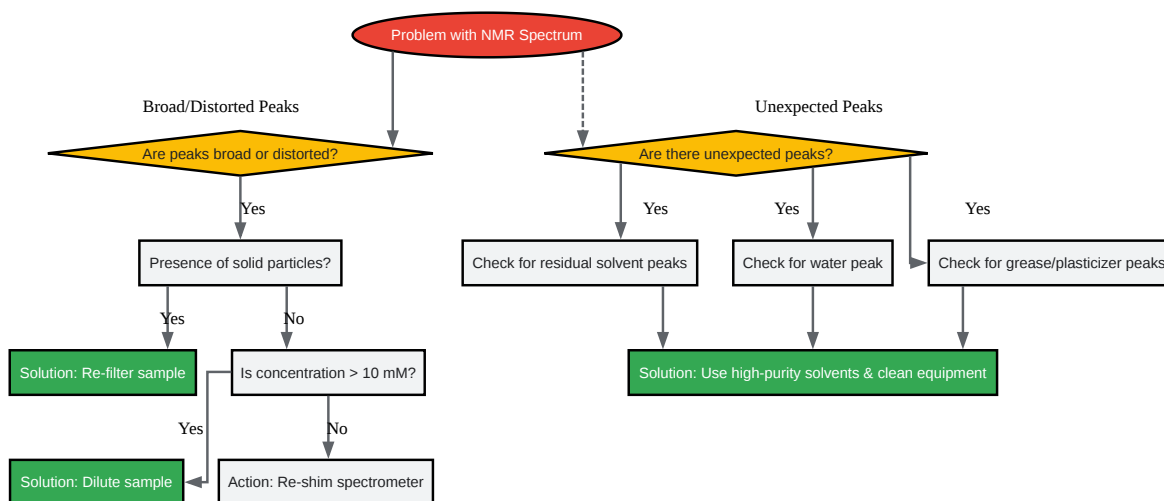 Problem with NMR Spectrum
Broad/Distorted Peaks
Unexpected Peaks
Are peaks broad or distorted?
Are there unexpected peaks?
Yes
Yes
Yes
Yes
Presence of solid particles?
Check for residual solvent peaks
Check for water peak
Check for grease/plasticizer peaks
Yes
No
Solution: Re-filter sample
Is concentration > 10 mM?
Solution: Use high-purity solvents & clean equipment
Yes
No
Solution: Dilute sample
Action: Re-shim spectrometer